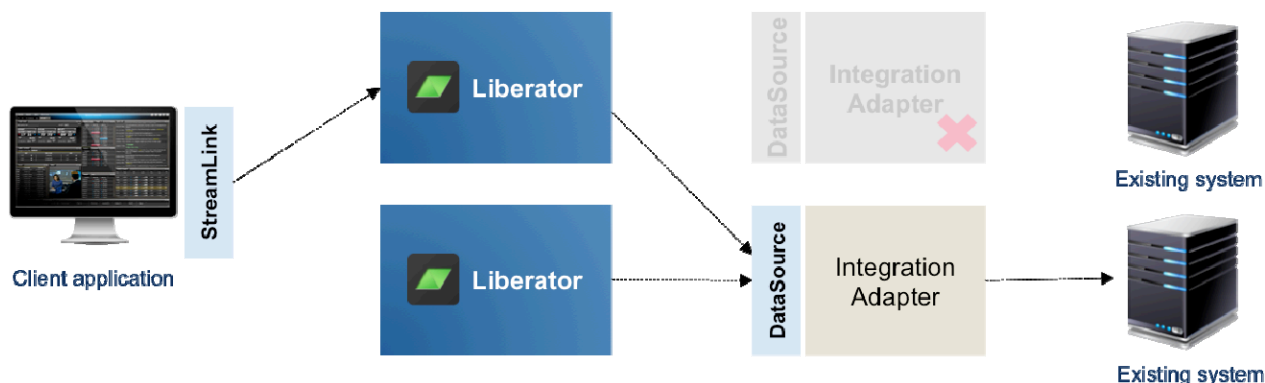 Liberator
DataSource
Integration
Adapter
Existing system
StreamLink
Client application
Liberator
DataSource
Integration
Adapter
Existing system